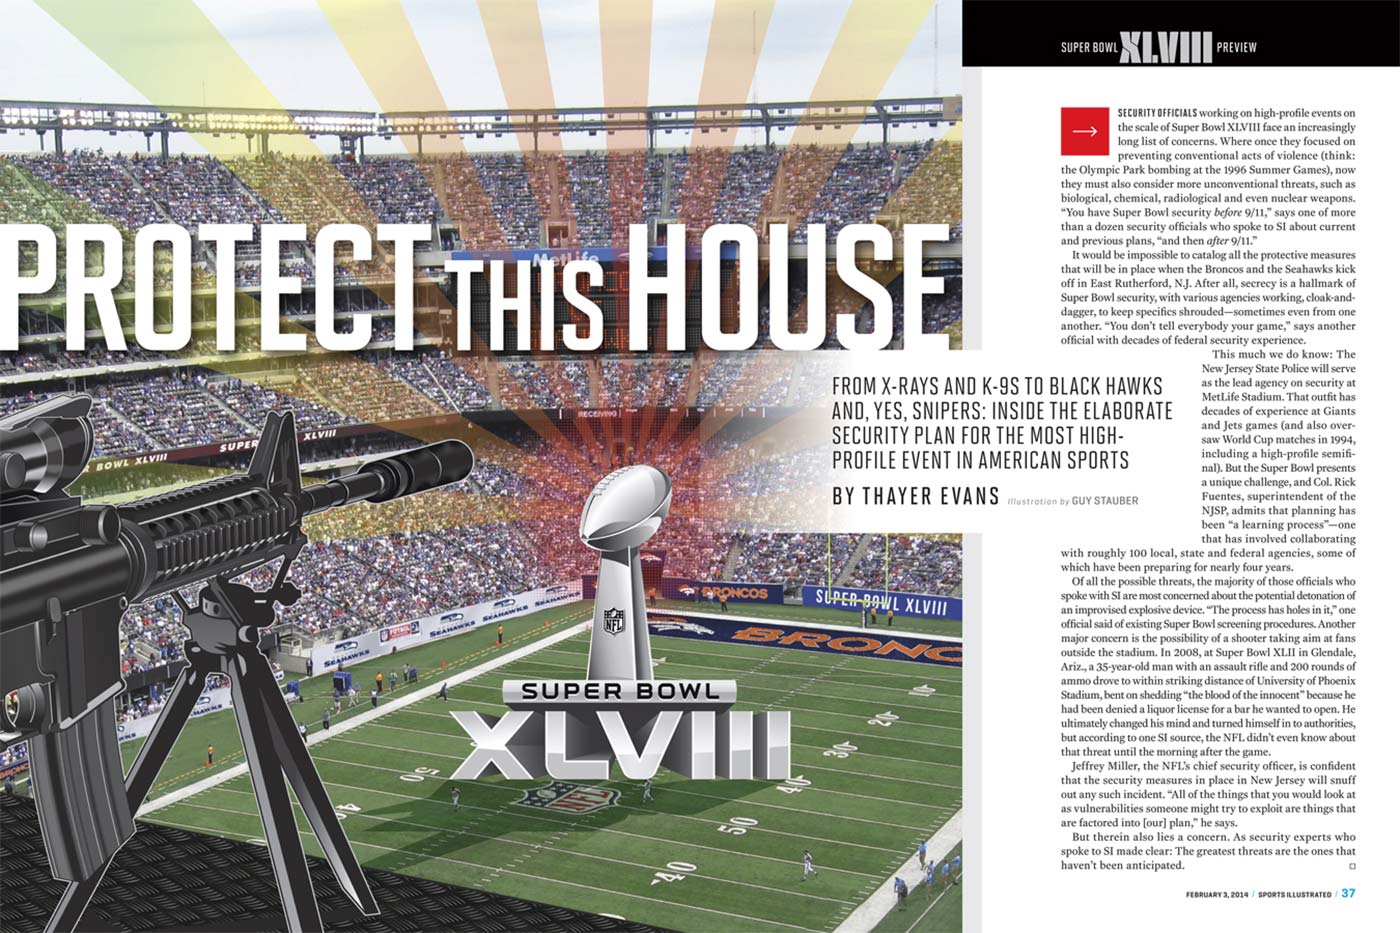 SUPER BOWL XLVIII PREVIEW
PROTECT THIS HOUSE
MetLife
RECEIVING
SUPER BOWL XLVIII
BOWL XLVIII
FROM X-RAYS AND K-9S TO BLACK HAWKS
AND, YES, SNIPERS: INSIDE THE ELABORATE
SECURITY PLAN FOR THE MOST HIGH-
PROFILE EVENT IN AMERICAN SPORTS
BY THAYER EVANS Illustration by GUY STAUBER
NFL
SUPER BOWL
XLVIII
NFL
BRONCOS
SUPER BOWL XLVIII
BRONCO
SEAHAWKS
SEAHAWKS
SEAHAWKS
SEAHAWKS
50
40
20
30
40
50
40
SECURITY OFFICIALS working on high-profile events on
the scale of Super Bowl XLVIII face an increasingly
long list of concerns. Where once they focused on
preventing conventional acts of violence (think:
the Olympic Park bombing at the 1996 Summer Games), now
they must also consider more unconventional threats, such as
biological, chemical, radiological and even nuclear weapons.
“You have Super Bowl security before 9/11,” says one of more
than a dozen security officials who spoke to SI about current
and previous plans, “and then after 9/11.”
It would be impossible to catalog all the protective measures
that will be in place when the Broncos and the Seahawks kick
off in East Rutherford, N.J. After all, secrecy is a hallmark of
Super Bowl security, with various agencies working, cloak-and-
dagger, to keep specifics shrouded—sometimes even from one
another. “You don’t tell everybody your game,” says another
official with decades of federal security experience.
This much we do know: The
New Jersey State Police will serve
as the lead agency on security at
MetLife Stadium. That outfit has
decades of experience at Giants
and Jets games (and also over-
saw World Cup matches in 1994,
including a high-profile semifi-
nal). But the Super Bowl presents
a unique challenge, and Col. Rick
Fuentes, superintendent of the
NJSP, admits that planning has
been “a learning process”—one
that has involved collaborating
with roughly 100 local, state and federal agencies, some of
which have been preparing for nearly four years.
Of all the possible threats, the majority of those officials who
spoke with SI are most concerned about the potential detonation of
an improvised explosive device. “The process has holes in it,” one
official said of existing Super Bowl screening procedures. Another
major concern is the possibility of a shooter taking aim at fans
outside the stadium. In 2008, at Super Bowl XLII in Glendale,
Ariz., a 35-year-old man with an assault rifle and 200 rounds of
ammo drove to within striking distance of University of Phoenix
Stadium, bent on shedding “the blood of the innocent” because he
had been denied a liquor license for a bar he wanted to open. He
ultimately changed his mind and turned himself in to authorities,
but according to one SI source, the NFL didn’t even know about
that threat until the morning after the game.
Jeffrey Miller, the NFL’s chief security officer, is confident
that the security measures in place in New Jersey will snuff
out any such incident. “All of the things that you would look at
as vulnerabilities someone might try to exploit are things that
are factored into [our] plan,” he says.
But therein also lies a concern. As security experts who
spoke to SI made clear: The greatest threats are the ones that
haven’t been anticipated.
FEBRUARY 3, 2014 / SPORTS ILLUSTRATED / 37